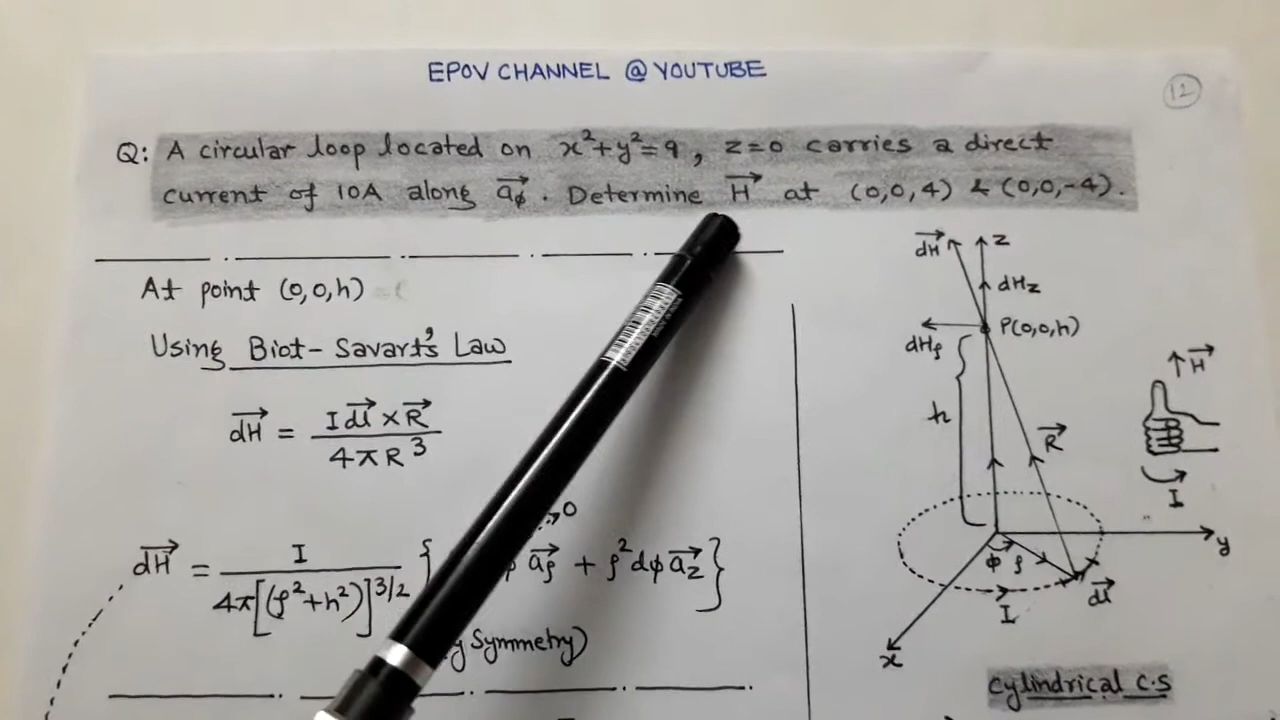 EPOV CHANNEL @ YOUTUBE
12
Q: A circular loop located on x²+y²=9, z=0 carries a direct
current of 10A along a⃗ϕ. Determine H⃗ at (0,0,4) & (0,0,-4).
At point (0,0,h)
Using Biot-Savart's Law
dH⃗ = I dl⃗ × R⃗ / 4πR³
→0
dH⃗ = I / 4π[(ρ²+h²)]^3/2 { ϕ a⃗ρ + ρ²dϕ a⃗z }
Symmetry)
dH⃗
z
dHz
P(0,0,h)
dHρ
h
R⃗
H⃗
I
y
ϕ
ρ
dl⃗
I
x
Cylindrical C.S